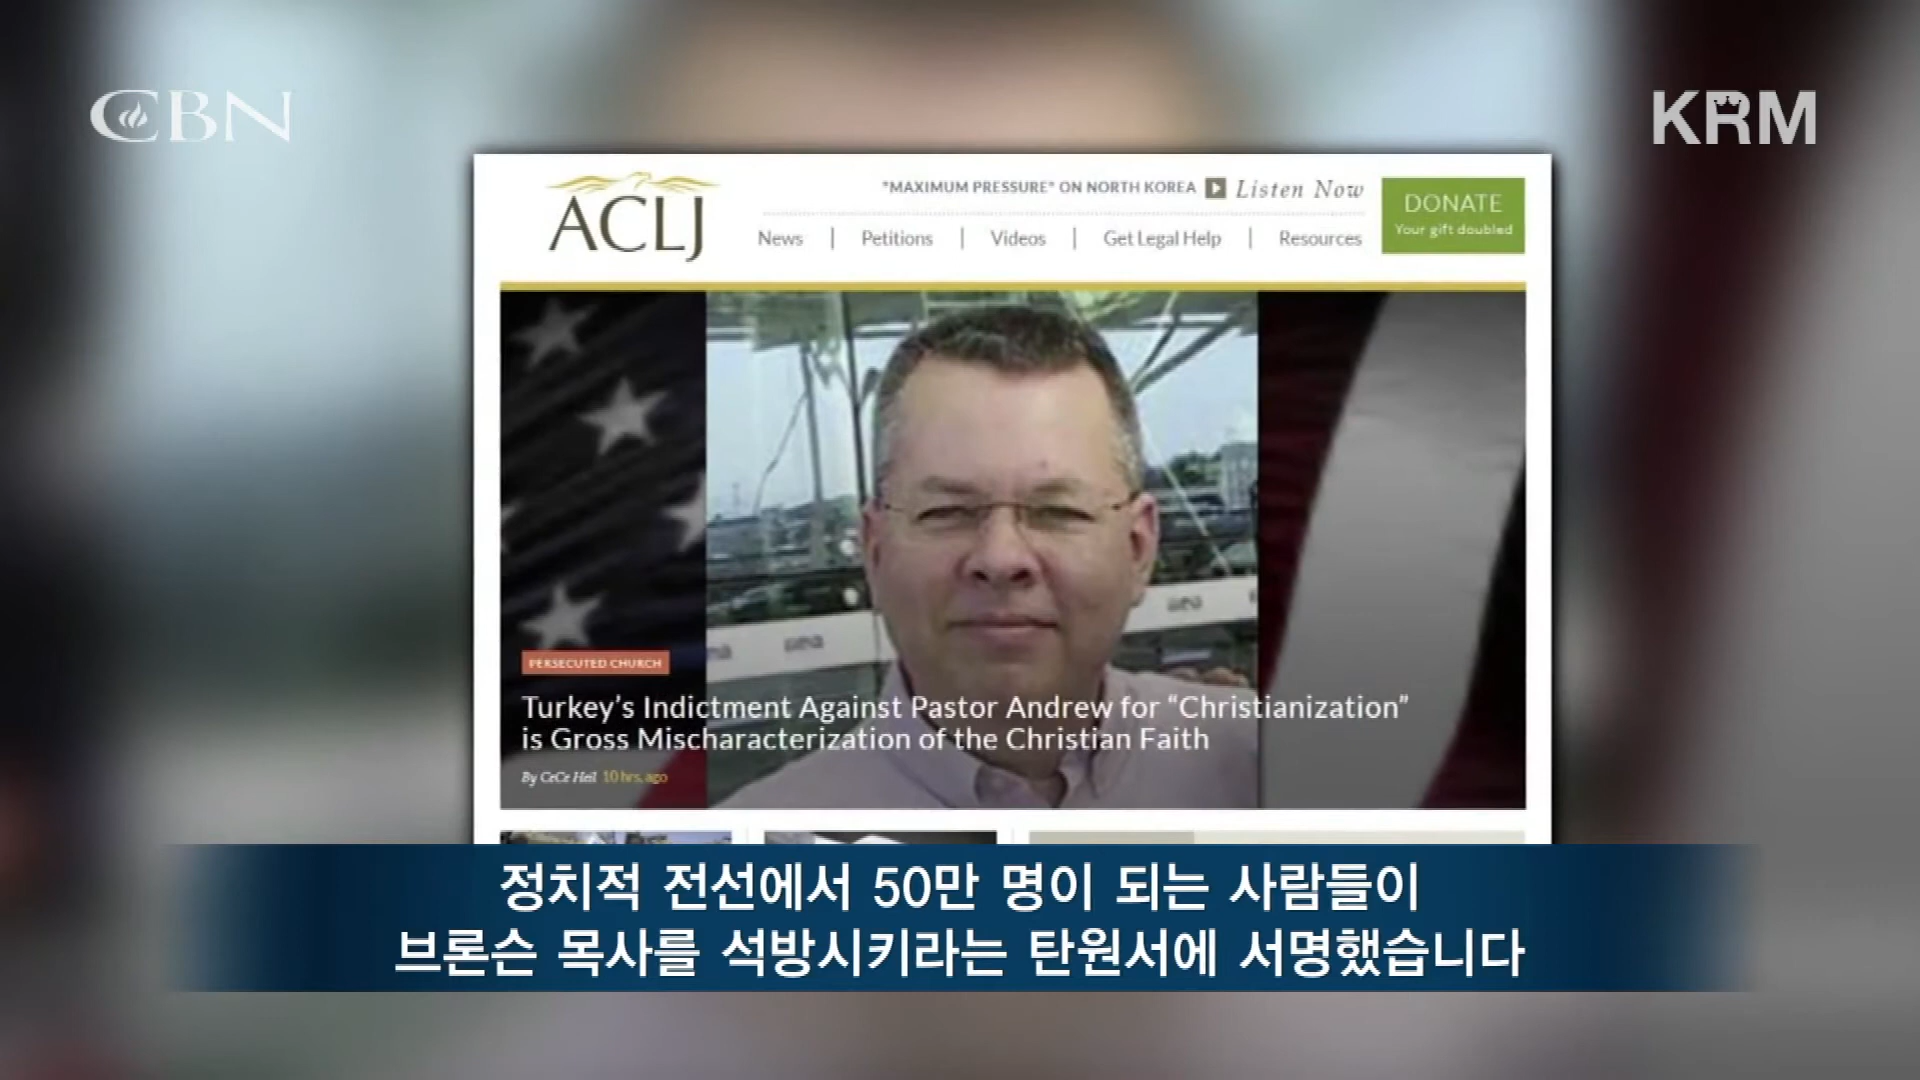 CBN
KRM
ACLJ
"MAXIMUM PRESSURE" ON NORTH KOREA Listen Now
DONATE
Your gift doubled
News | Petitions | Videos | Get Legal Help | Resources
PERSECUTED CHURCH
Turkey's Indictment Against Pastor Andrew for “Christianization”
is Gross Mischaracterization of the Christian Faith
By CeCe Heil 10 hrs. ago
정치적 전선에서 50만 명이 되는 사람들이
브론슨 목사를 석방시키라는 탄원서에 서명했습니다